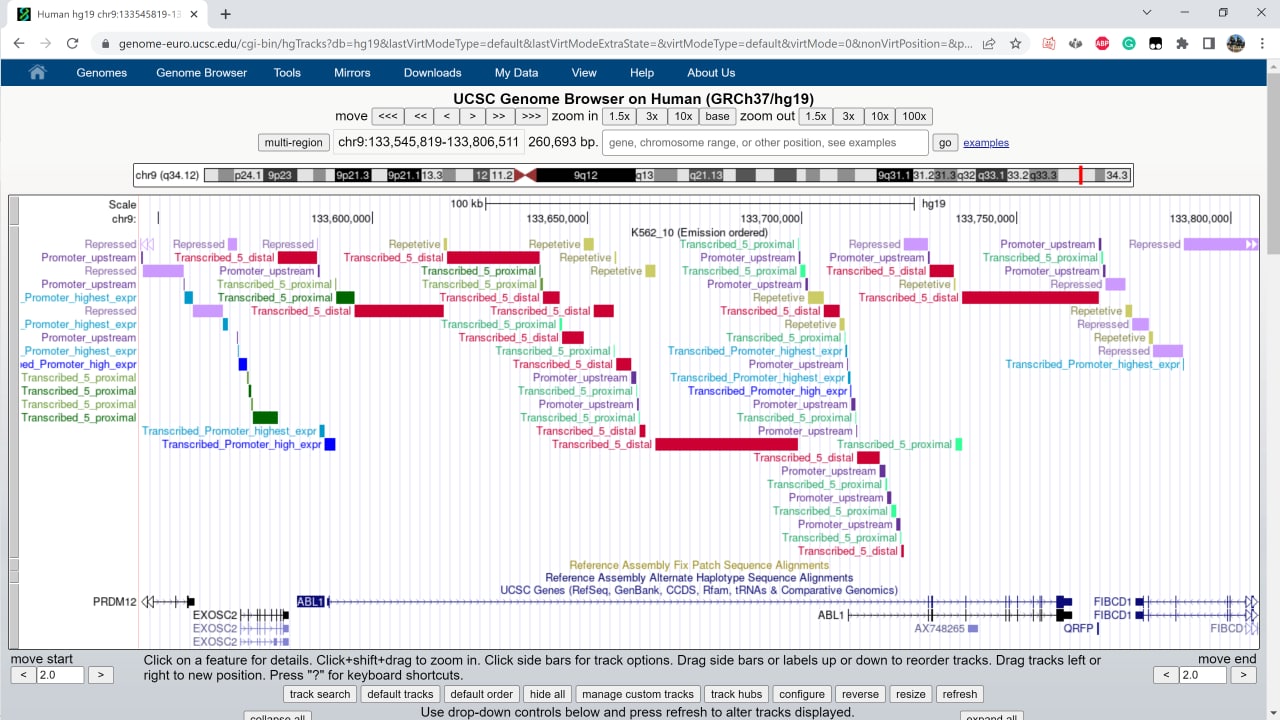 Human hg19 chr9:133545819-13
genome-euro.ucsc.edu/cgi-bin/hgTracks?db=hg19&lastVirtModeType=default&lastVirtModeExtraState=&virtModeType=default&virtMode=0&nonVirtPosition=&p...
ABP
Genomes Genome Browser Tools Mirrors Downloads My Data View Help About Us
UCSC Genome Browser on Human (GRCh37/hg19)
move <<< << < > >> >>> zoom in 1.5x 3x 10x base zoom out 1.5x 3x 10x 100x
multi-region chr9:133,545,819-133,806,511 260,693 bp. gene, chromosome range, or other position, see examples go examples
chr9 (q34.12) p24.1 9p23 9p21.3 9p21.1 13.3 12 11.2 9q12 q13 q21.13 9q31.1 31.2 31.3 q32 q33.1 33.2 q33.3 34.3
Scale 100 kb hg19
chr9: 133,600,000 133,650,000 133,700,000 133,750,000 133,800,000
K562_10 (Emission ordered)
Repressed Repressed Repressed Repetetive Repetetive Transcribed_5_proximal Repressed Promoter_upstream Repressed
Promoter_upstream Transcribed_5_distal Transcribed_5_distal Repetetive Promoter_upstream Promoter_upstream Transcribed_5_proximal
Repressed Promoter_upstream Transcribed_5_proximal Repetetive Transcribed_5_proximal Transcribed_5_distal Promoter_upstream
Promoter_upstream Transcribed_5_proximal Transcribed_5_proximal Promoter_upstream Repetetive Repressed
_Promoter_highest_expr Transcribed_5_proximal Transcribed_5_distal Repetetive Transcribed_5_distal
Repressed Transcribed_5_distal Transcribed_5_distal Transcribed_5_distal Repetetive
_Promoter_highest_expr Transcribed_5_proximal Repetetive Repressed
Promoter_upstream Transcribed_5_distal Transcribed_5_proximal Repetetive
_Promoter_highest_expr Transcribed_5_proximal Transcribed_Promoter_highest_expr Repressed
ed_Promoter_high_expr Transcribed_5_distal Promoter_upstream Transcribed_Promoter_highest_expr
Transcribed_5_proximal Promoter_upstream Transcribed_Promoter_highest_expr
Transcribed_5_proximal Transcribed_5_proximal Transcribed_Promoter_high_expr
Transcribed_5_proximal Promoter_upstream Promoter_upstream
Transcribed_5_proximal Transcribed_5_proximal Transcribed_5_proximal
Transcribed_Promoter_highest_expr Transcribed_5_distal Promoter_upstream
Transcribed_Promoter_high_expr Transcribed_5_distal Transcribed_5_proximal
Transcribed_5_distal
Promoter_upstream
Transcribed_5_proximal
Promoter_upstream
Transcribed_5_proximal
Promoter_upstream
Transcribed_5_proximal
Transcribed_5_distal
Reference Assembly Fix Patch Sequence Alignments
Reference Assembly Alternate Haplotype Sequence Alignments
UCSC Genes (RefSeq, GenBank, CCDS, Rfam, tRNAs & Comparative Genomics)
PRDM12 ABL1 FIBCD1
EXOSC2 ABL1 FIBCD1
EXOSC2 AX748265 QRFP FIBCD
EXOSC2
move start Click on a feature for details. Click+shift+drag to zoom in. Click side bars for track options. Drag side bars or labels up or down to reorder tracks. Drag tracks left or move end
< 2.0 > right to new position. Press "?" for keyboard shortcuts. < 2.0 >
track search default tracks default order hide all manage custom tracks track hubs configure reverse resize refresh
collapse all Use drop-down controls below and press refresh to alter tracks displayed. expand all